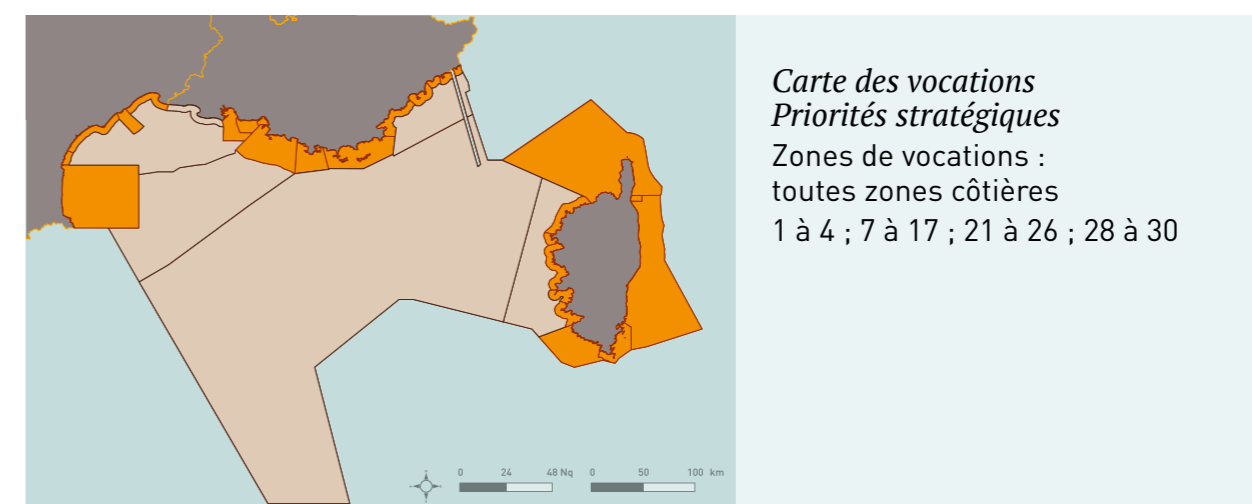 Carte des vocations
Priorités stratégiques
Zones de vocations :
toutes zones côtières
1 à 4 ; 7 à 17 ; 21 à 26 ; 28 à 30
0 24 48 Nq 0 50 100 km